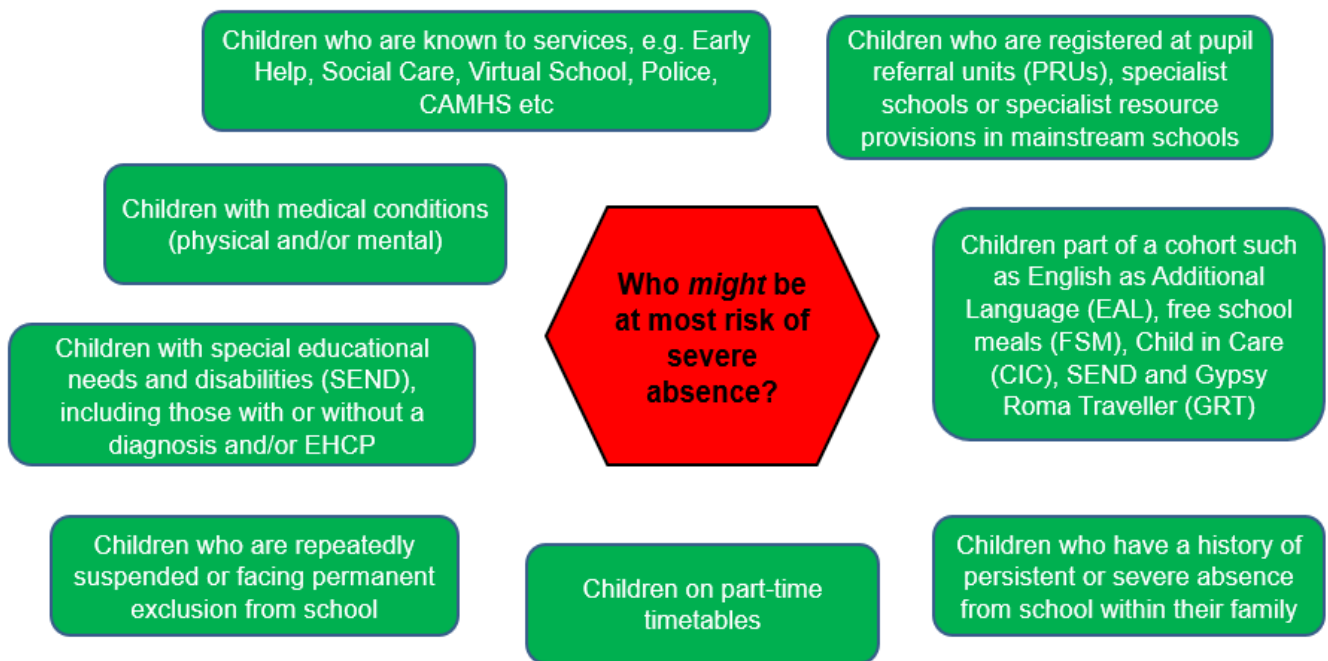 Children who are known to services, e.g. Early
Help, Social Care, Virtual School, Police,
CAMHS etc
Children who are registered at pupil
referral units (PRUs), specialist
schools or specialist resource
provisions in mainstream schools
Children with medical conditions
(physical and/or mental)
Who might be
at most risk of
severe
absence?
Children part of a cohort such
as English as Additional
Language (EAL), free school
meals (FSM), Child in Care
(CIC), SEND and Gypsy
Roma Traveller (GRT)
Children with special educational
needs and disabilities (SEND),
including those with or without a
diagnosis and/or EHCP
Children who are repeatedly
suspended or facing permanent
exclusion from school
Children on part-time
timetables
Children who have a history of
persistent or severe absence
from school within their family